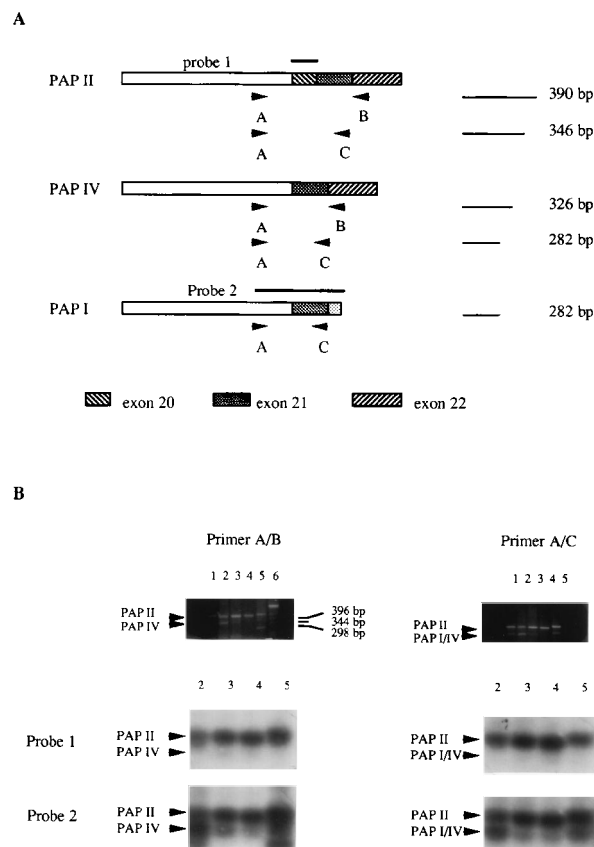 A
probe 1
PAP II
390 bp
A B
346 bp
A C
PAP IV
326 bp
A B
282 bp
A C
Probe 2
PAP I
282 bp
A C
exon 20 exon 21 exon 22
B
Primer A/B Primer A/C
1 2 3 4 5 6 1 2 3 4 5
PAP II 396 bp PAP II
PAP IV 344 bp PAP I/IV
298 bp
2 3 4 5 2 3 4 5
Probe 1 PAP II PAP II
PAP IV PAP I/IV
Probe 2 PAP II PAP II
PAP IV PAP I/IV